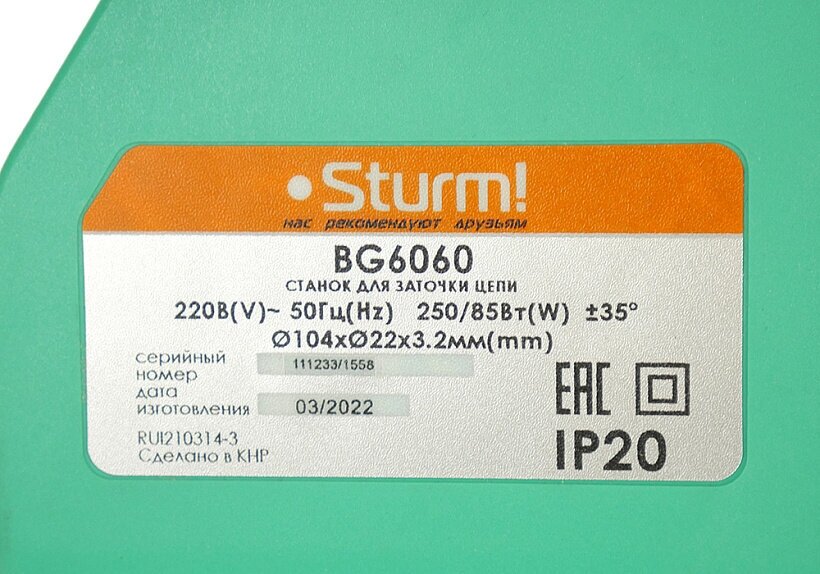 Sturm!
нас рекомендуют друзьям
BG6060
СТАНОК ДЛЯ ЗАТОЧКИ ЦЕПИ
220В(V)~ 50Гц(Hz) 250/85Вт(W) ±35°
Ø104xØ22x3.2мм(mm)
серийный
номер
111233/1558
дата
изготовления
03/2022
RUI210314-3
Сделано в КНР
EAC
IP20